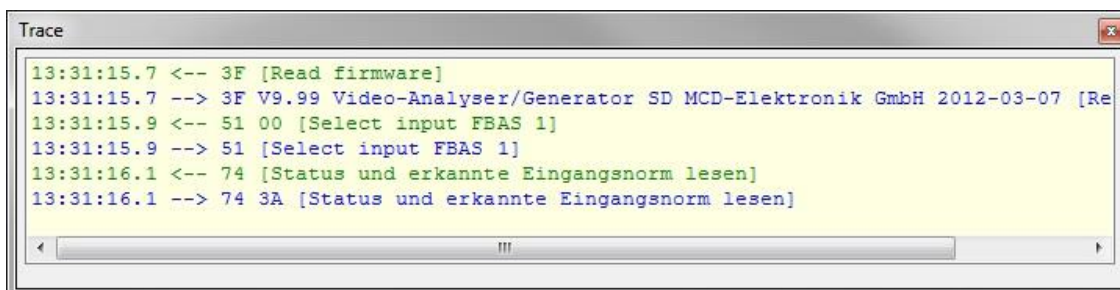 Trace
13:31:15.7 <-- 3F [Read firmware]
13:31:15.7 --> 3F V9.99 Video-Analyser/Generator SD MCD-Elektronik GmbH 2012-03-07 [Re
13:31:15.9 <-- 51 00 [Select input FBAS 1]
13:31:15.9 --> 51 [Select input FBAS 1]
13:31:16.1 <-- 74 [Status und erkannte Eingangsnorm lesen]
13:31:16.1 --> 74 3A [Status und erkannte Eingangsnorm lesen]